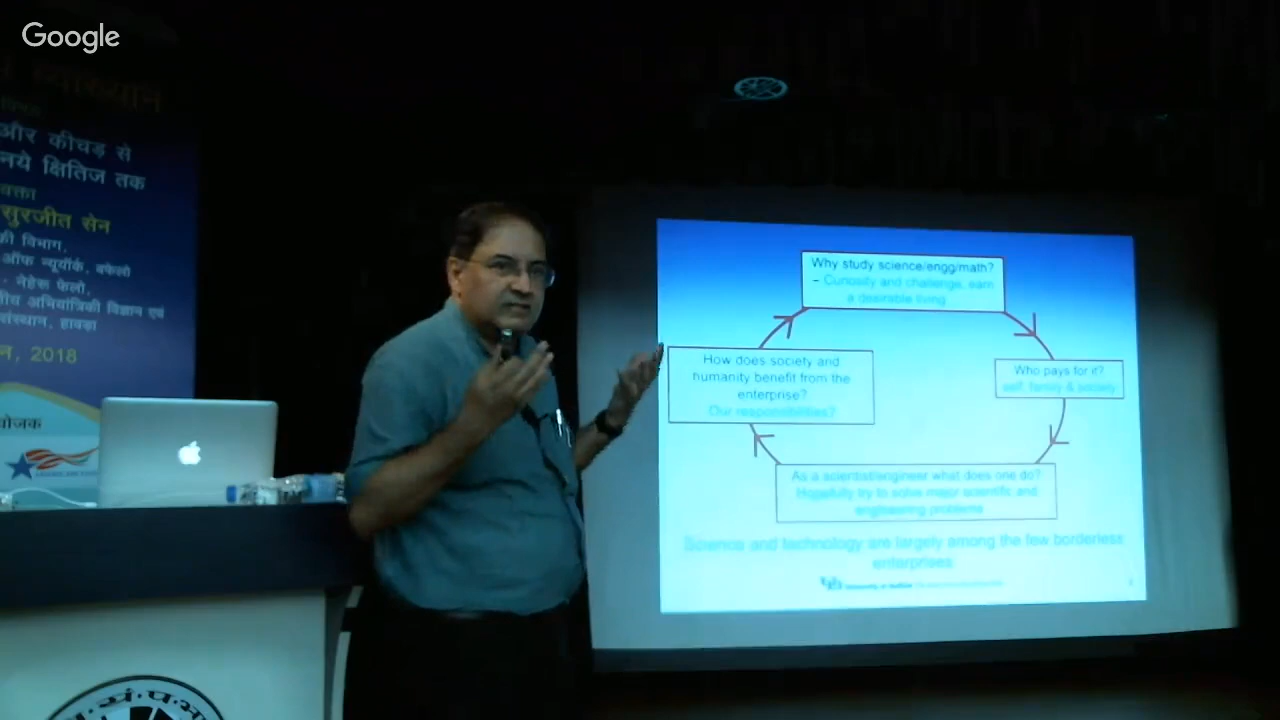 Google
व्याख्यान
और कीचड़ से
नये क्षितिज तक
वक्ता
सुरजीत सेन
की विभाग,
ऑफ न्यूयॉर्क, बफेलो
नेहेरू फेलो,
अभियांत्रिकी विज्ञान एवं
संस्थान, हावड़ा
2018
Why study science/engg/math?
– Curiosity and challenge, earn
a desirable living
How does society and
humanity benefit from the
enterprise?
Our responsibilities?
Who pays for it?
self, family & society
As a scientist/engineer what does one do?
Hopefully try to solve major scientific and
engineering problems
Science and technology are largely among the few borderless
enterprises.